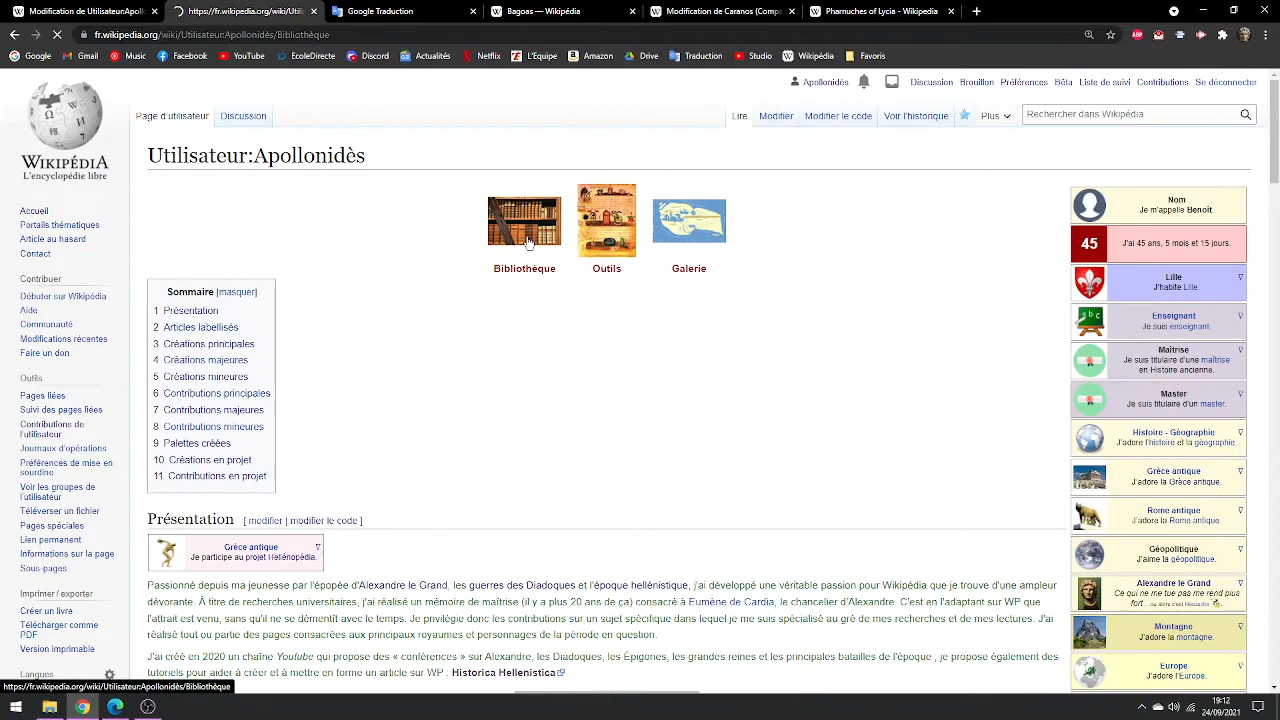 Modification de UtilisateurApollo
fr.wikipedia.org/wiki/Utilisateur:A
Google Traduction
Bagoas — Wikipédia
Modification de Caranos (Comp
Pharnuches of Lycia - Wikipedia
fr.wikipedia.org/wiki/Utilisateur:Apollonidès/Bibliothèque
Google
Gmail
Music
Facebook
YouTube
EcoleDirecte
Discord
Actualités
Netflix
L'Equipe
Amazon
Drive
Traduction
Studio
Wikipédia
Favoris
Apollonidès
Discussion
Brouillon
Préférences
Bêta
Liste de suivi
Contributions
Se déconnecter
Page d'utilisateur
Discussion
Lire
Modifier
Modifier le code
Voir l'historique
Plus
Rechercher dans Wikipédia
WIKIPÉDIA
L'encyclopédie libre
Accueil
Portails thématiques
Article au hasard
Contact
Contribuer
Débuter sur Wikipédia
Aide
Communauté
Modifications récentes
Faire un don
Outils
Pages liées
Suivi des pages liées
Contributions de
l'utilisateur
Journaux d'opérations
Préférences de mise en
sourdine
Voir les groupes de
l'utilisateur
Téléverser un fichier
Pages spéciales
Lien permanent
Informations sur la page
Sous-pages
Imprimer / exporter
Créer un livre
Télécharger comme
PDF
Version imprimable
Langues
Utilisateur:Apollonidès
Bibliothèque
Outils
Galerie
Sommaire [masquer]
1 Présentation
2 Articles labellisés
3 Créations principales
4 Créations majeures
5 Créations mineures
6 Contributions principales
7 Contributions majeures
8 Contributions mineures
9 Palettes créées
10 Créations en projet
11 Contributions en projet
Présentation [ modifier | modifier le code ]
Grèce antique
Je participe au projet Hellènopédia.
Passionné depuis ma jeunesse par l'épopée d'Alexandre le Grand, les guerres des Diadoques et l'époque hellénistique, j'ai développé une véritable passion pour Wikipédia que je trouve d'une ampleur
dévorante. À titre de recherches universitaires, j'ai réalisé un mémoire de maîtrise (il y a plus 20 ans de ça) consacré à Eumène de Cardia, le chancelier d'Alexandre. C'est en l'adaptant sur WP que
l'attrait est venu, sans qu'il ne se démentît avec le temps. Je privilégie donc les contributions sur un sujet spécifique dans lequel je me suis spécialisé au gré de mes recherches et de mes lectures. J'ai
réalisé tout ou partie des pages consacrées aux principaux royaumes et personnages de la période en question.
J'ai créé en 2020 un chaîne Youtube qui propose des « conférences » sur Alexandre, les Diadoques, les Épigones, les grandes reines et les principales batailles de l'époque , je propose également des
tutoriels pour aider à créer et à mettre en forme un article sur WP : Historica Hellenistica
Nom
Je m'appelle Benoît.
45
J'ai 45 ans, 5 mois et 15 jours.
Lille
J'habite Lille.
Enseignant
Je suis enseignant.
Maîtrise
Je suis titulaire d'une maîtrise
en Histoire ancienne.
Master
Je suis titulaire d'un master.
Histoire - Géographie
J'adore l'histoire et la géographie.
Grèce antique
J'adore la Grèce antique.
Rome antique
J'adore la Rome antique.
Géopolitique
J'aime la géopolitique.
Alexandre le Grand
Ce qui ne me tue pas me rend plus
fort
Montagne
J'adore la montagne.
Europe
J'adore l'Europe.
https://fr.wikipedia.org/wiki/Utilisateur:Apollonidès/Bibliothèque
19:12
24/09/2021